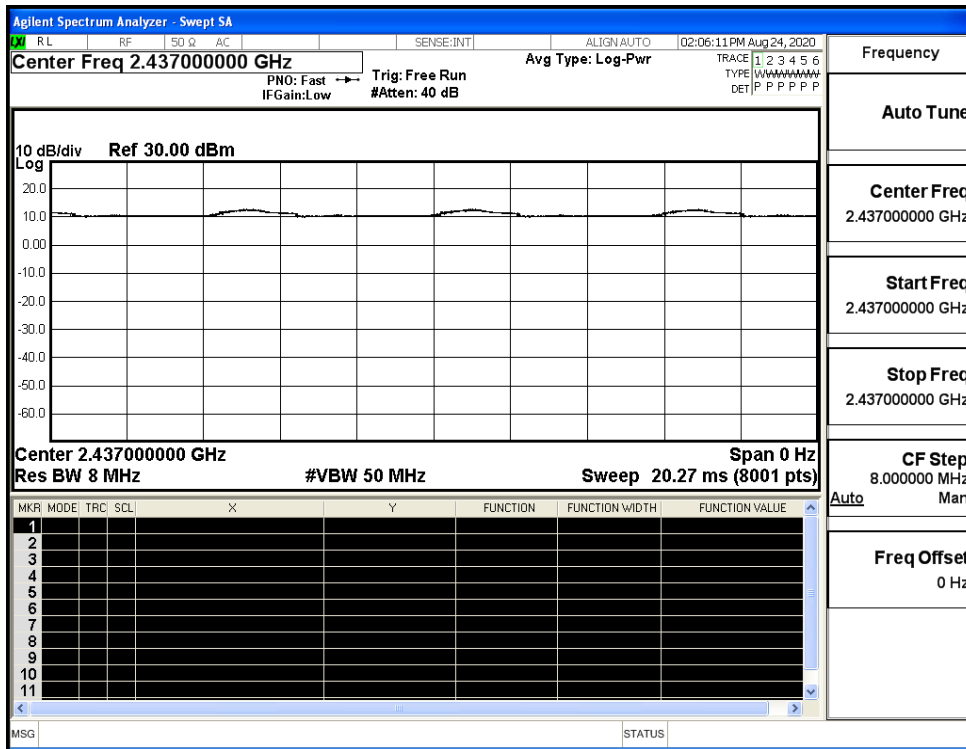 Agilent Spectrum Analyzer - Swept SA
LXI RL RF 50 Ω AC SENSE:INT ALIGN AUTO 02:06:11 PM Aug 24, 2020
Center Freq 2.437000000 GHz
PNO: Fast
IFGain:Low
Trig: Free Run
#Atten: 40 dB
Avg Type: Log-Pwr
TRACE 1 2 3 4 5 6
TYPE WWWWWW
DET P P P P P P
10 dB/div Ref 30.00 dBm
Log
20.0
10.0
0.00
-10.0
-20.0
-30.0
-40.0
-50.0
-60.0
Center 2.437000000 GHz Span 0 Hz
Res BW 8 MHz #VBW 50 MHz Sweep 20.27 ms (8001 pts)
MKR MODE TRC SCL X Y FUNCTION FUNCTION WIDTH FUNCTION VALUE
1
2
3
4
5
6
7
8
9
10
11
MSG STATUS
Frequency
Auto Tune
Center Freq
2.437000000 GHz
Start Freq
2.437000000 GHz
Stop Freq
2.437000000 GHz
CF Step
8.000000 MHz
Auto Man
Freq Offset
0 Hz